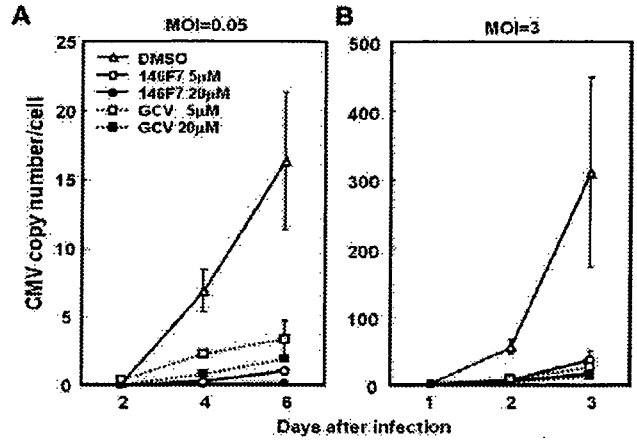 A
MOI=0.05
B
MOI=3
CMV copy number/cell
25
20
15
10
5
0
DMSO
146F7 5μM
146F7 20μM
GCV 5μM
GCV 20μM
500
400
300
200
100
0
2
4
6
1
2
3
Days after infection